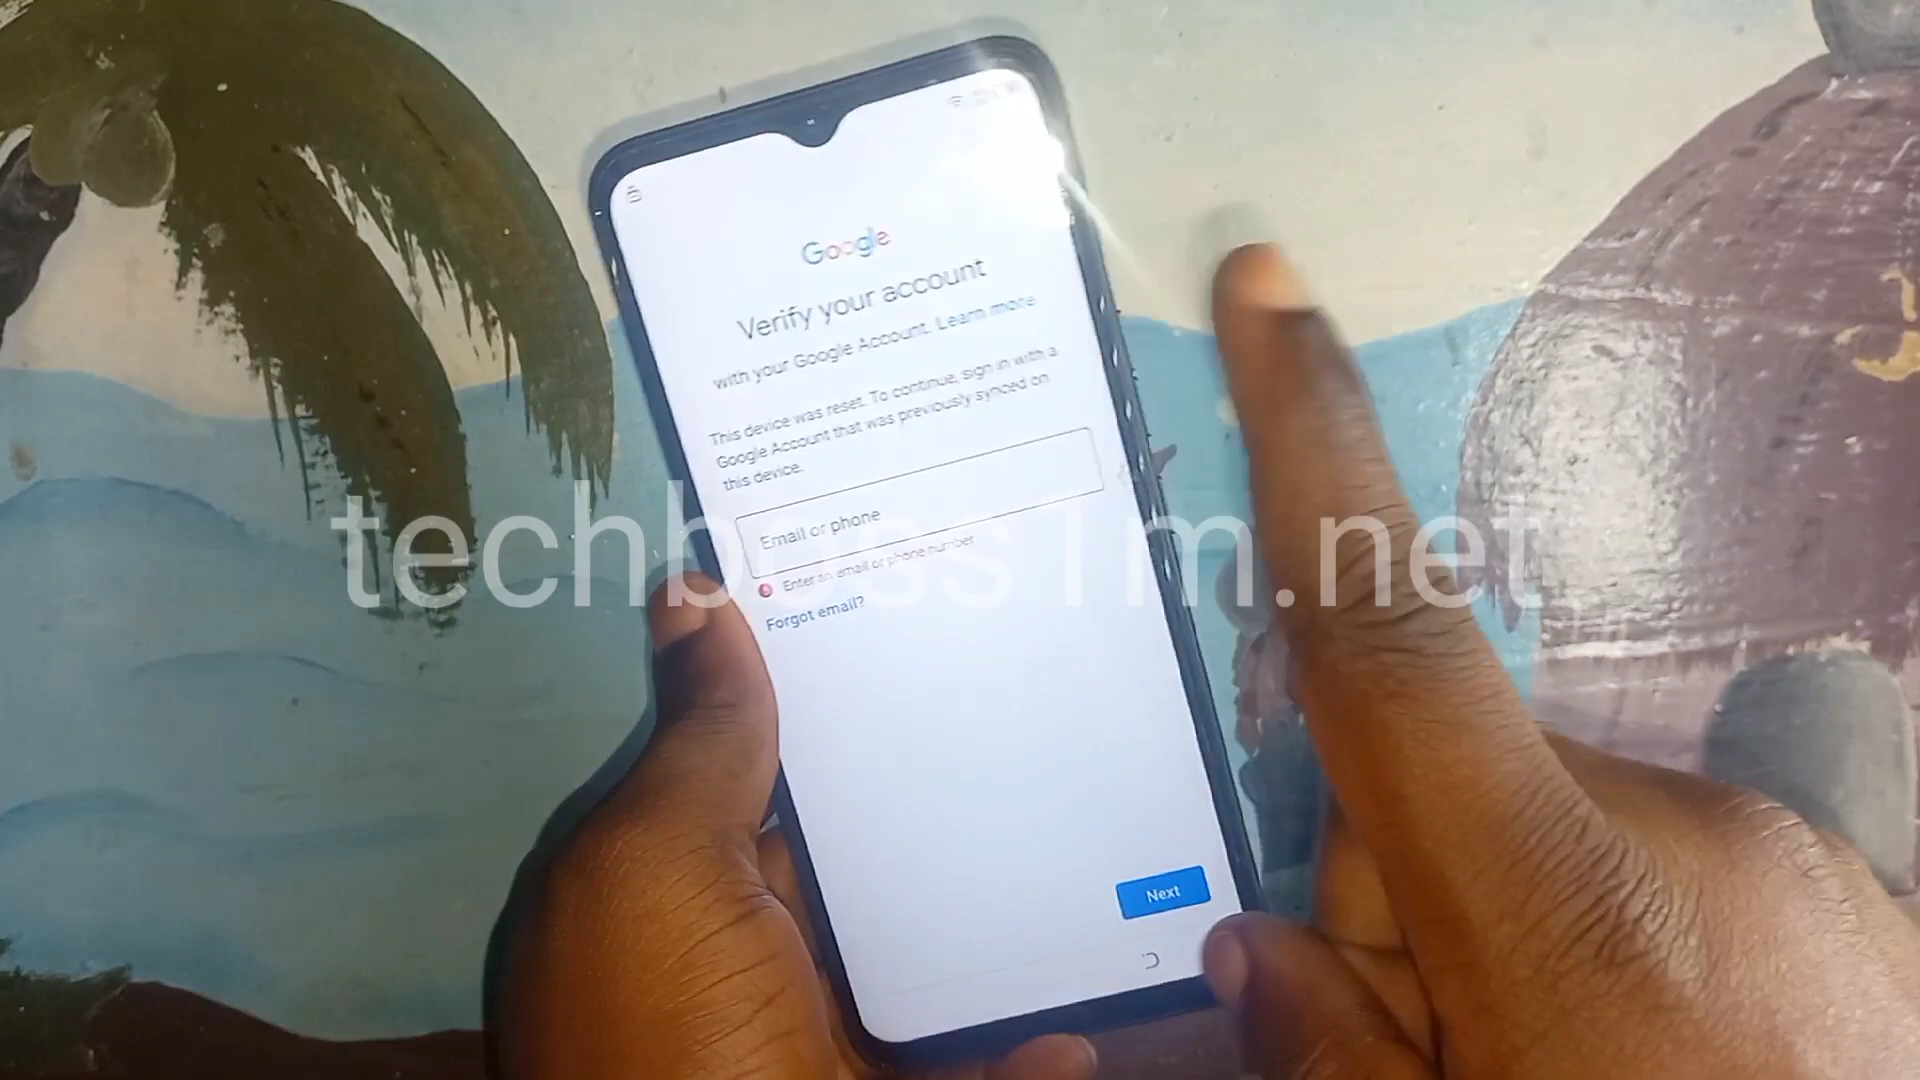 Google
Verify your account
with your Google Account. Learn more
This device was reset. To continue, sign in with a
Google Account that was previously synced on
this device.
Email or phone
Enter an email or phone number
Forgot email?
techboss1m.net
Next